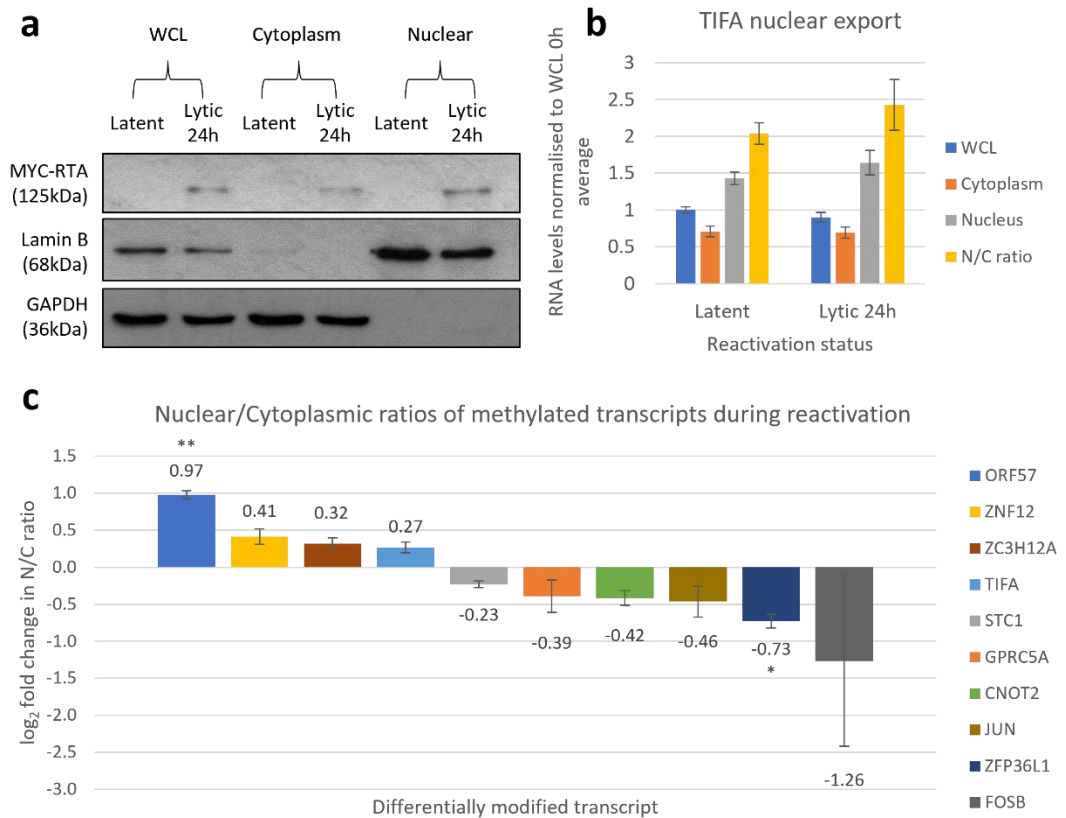 a
WCL Cytoplasm Nuclear
Latent Lytic 24h Latent Lytic 24h Latent Lytic 24h
MYC-RTA
(125kDa)
Lamin B
(68kDa)
GAPDH
(36kDa)
b
TIFA nuclear export
RNA levels normalised to WCL 0h
average
3
2.5
2
1.5
1
0.5
0
Latent Lytic 24h
Reactivation status
WCL
Cytoplasm
Nucleus
N/C ratio
c
Nuclear/Cytoplasmic ratios of methylated transcripts during reactivation
log₂ fold change in N/C ratio
1.5
1.0
0.5
0.0
-0.5
-1.0
-1.5
-2.0
-2.5
-3.0
**
0.97
0.41
0.32
0.27
-0.23
-0.39
-0.42
-0.46
-0.73
*
-1.26
Differentially modified transcript
ORF57
ZNF12
ZC3H12A
TIFA
STC1
GPRC5A
CNOT2
JUN
ZFP36L1
FOSB